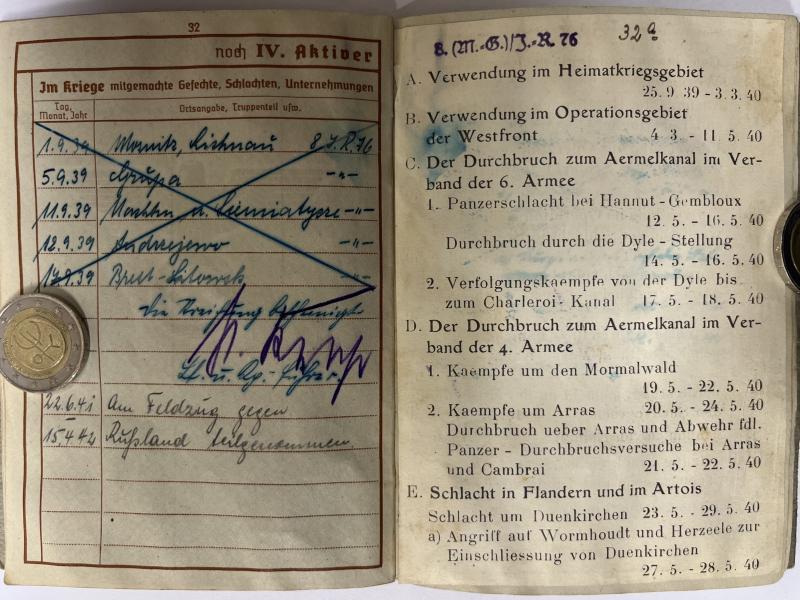 32
noch IV. Aktiver
Im Kriege mitgemachte Gefechte, Schlachten, Unternehmungen
Tag, Monat, Jahr
Ortsangabe, Truppenteil usw.
1.9.39 Lichnau 8 J.R.76
5.9.39 Grupa -"-
11.9.39 -"-
12.9.39 Andrzejewo -"-
14.9.39 Brest-Litowsk -"-
Die Streichung
Lt. u. Kp.-Führer
22.6.41 Am Feldzug gegen
–
15.4.42 Rußland teilgenommen.
8. (M.-G.)/J.-R. 76 32a
A. Verwendung im Heimatkriegsgebiet
25. 9 39 - 3. 3. 40
B. Verwendung im Operationsgebiet
der Westfront 4 3. - 11. 5. 40
C. Der Durchbruch zum Aermelkanal im Ver-
band der 6. Armee
1. Panzerschlacht bei Hannut - Gembloux
12. 5. - 16. 5. 40
Durchbruch durch die Dyle - Stellung
14. 5. - 16. 5. 40
2. Verfolgungskaempfe von der Dyle bis
zum Charleroi - Kanal 17. 5. - 18. 5. 40
D. Der Durchbruch zum Aermelkanal im Ver-
band der 4. Armee
1. Kaempfe um den Mormalwald
19. 5. - 22. 5. 40
2. Kaempfe um Arras 20. 5. - 24. 5. 40
Durchbruch ueber Arras und Abwehr fdl.
Panzer - Durchbruchsversuche bei Arras
und Cambrai 21. 5. - 22. 5. 40
E. Schlacht in Flandern und im Artois
Schlacht um Duenkirchen 23. 5. - 29. 5. 40
a) Angriff auf Wormhoudt und Herzeele zur
Einschliessung von Duenkirchen
27. 5. - 28. 5. 40